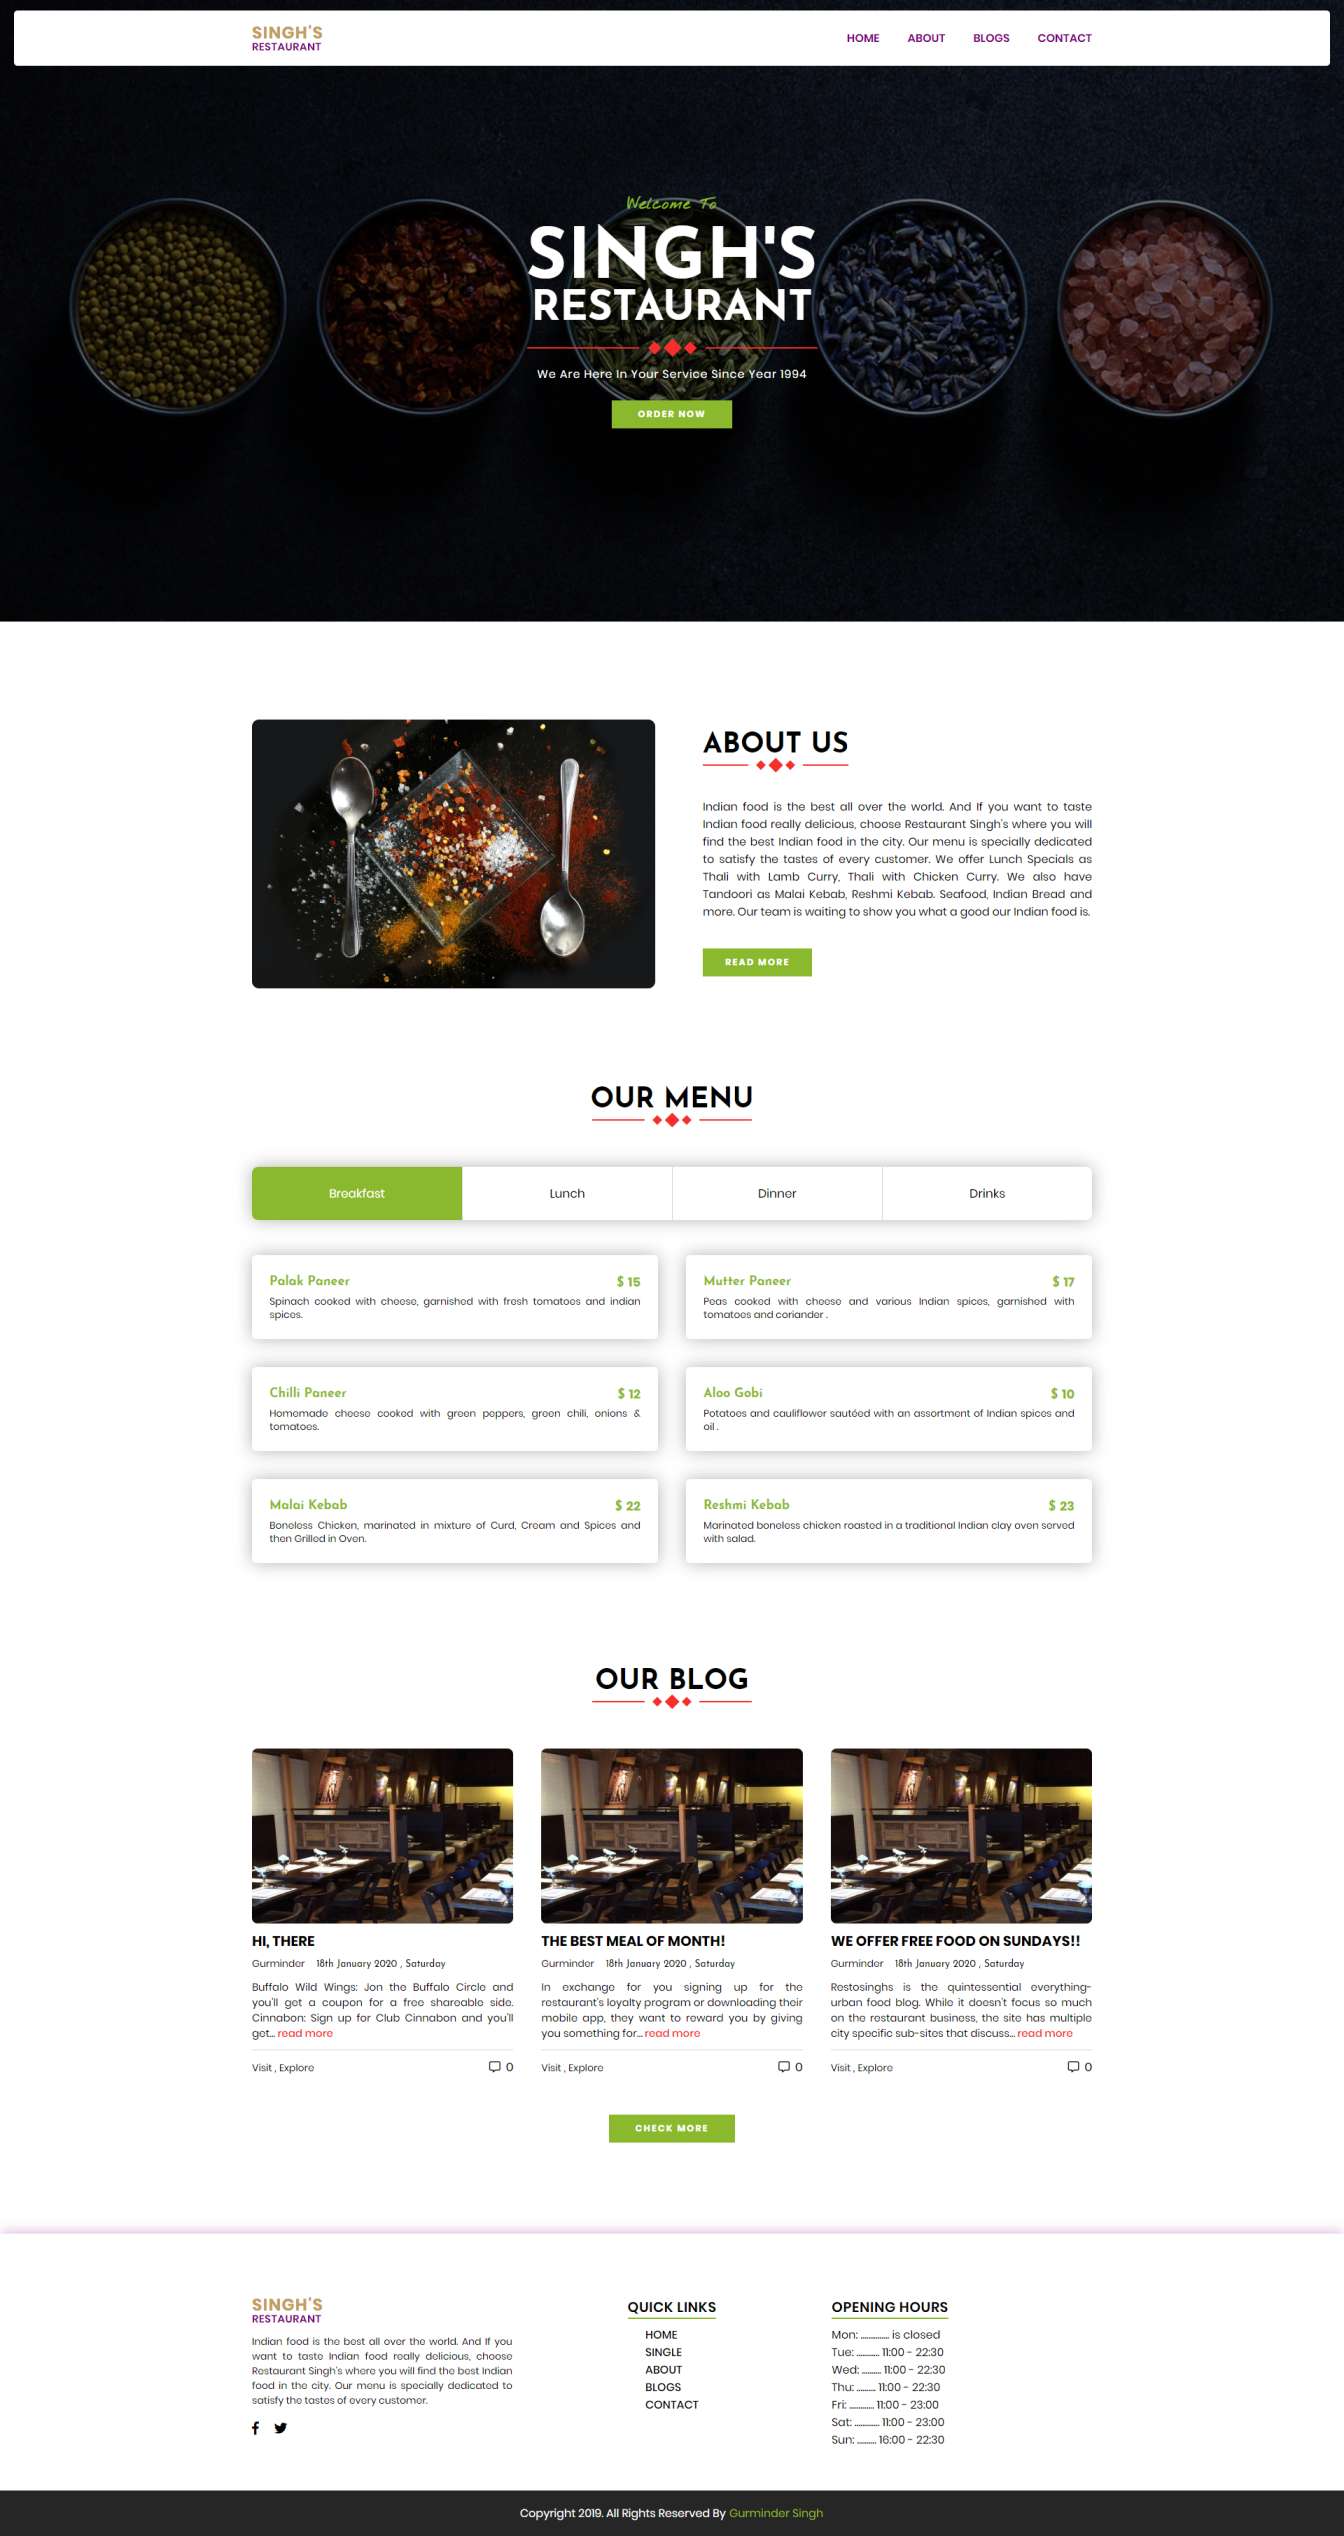 SINGH'S
RESTAURANT
HOME ABOUT BLOGS CONTACT
Welcome To
SINGH'S
RESTAURANT
We Are Here In Your Service Since Year 1994
ORDER NOW
ABOUT US
Indian food is the best all over the world. And If you want to taste
Indian food really delicious, choose Restaurant Singh's where you will
find the best Indian food in the city. Our menu is specially dedicated
to satisfy the tastes of every customer. We offer Lunch Specials as
Thali with Lamb Curry, Thali with Chicken Curry. We also have
Tandoori as Malai Kebab, Reshmi Kebab. Seafood, Indian Bread and
more. Our team is waiting to show you what a good our Indian food is.
READ MORE
OUR MENU
Breakfast Lunch Dinner Drinks
Palak Paneer $ 15
Spinach cooked with cheese, garnished with fresh tomatoes and indian
spices.
Mutter Paneer $ 17
Peas cooked with cheese and various Indian spices, garnished with
tomatoes and coriander .
Chilli Paneer $ 12
Homemade cheese cooked with green peppers, green chili, onions &
tomatoes.
Aloo Gobi $ 10
Potatoes and cauliflower sautéed with an assortment of Indian spices and
oil .
Malai Kebab $ 22
Boneless Chicken, marinated in mixture of Curd, Cream and Spices and
then Grilled in Oven.
Reshmi Kebab $ 23
Marinated boneless chicken roasted in a traditional Indian clay oven served
with salad.
OUR BLOG
HI, THERE
Gurminder 18th January 2020 , Saturday
Buffalo Wild Wings: Jon the Buffalo Circle and
you'll get a coupon for a free shareable side.
Cinnabon: Sign up for Club Cinnabon and you'll
get... read more
Visit , Explore 0
THE BEST MEAL OF MONTH!
Gurminder 18th January 2020 , Saturday
In exchange for you signing up for the
restaurant's loyalty program or downloading their
mobile app, they want to reward you by giving
you something for... read more
Visit , Explore 0
WE OFFER FREE FOOD ON SUNDAYS!!
Gurminder 18th January 2020 , Saturday
Restosinghs is the quintessential everything-
urban food blog. While it doesn't focus so much
on the restaurant business, the site has multiple
city specific sub-sites that discuss... read more
Visit , Explore 0
CHECK MORE
SINGH'S
RESTAURANT
Indian food is the best all over the world. And If you
want to taste Indian food really delicious, choose
Restaurant Singh's where you will find the best Indian
food in the city. Our menu is specially dedicated to
satisfy the tastes of every customer.
QUICK LINKS
HOME
SINGLE
ABOUT
BLOGS
CONTACT
OPENING HOURS
Mon: ............... is closed
Tue: ............ 11:00 - 22:30
Wed: .......... 11:00 - 22:30
Thu: .......... 11:00 - 22:30
Fri: ............. 11:00 - 23:00
Sat: ............. 11:00 - 23:00
Sun: .......... 16:00 - 22:30
Copyright 2019. All Rights Reserved By Gurminder Singh